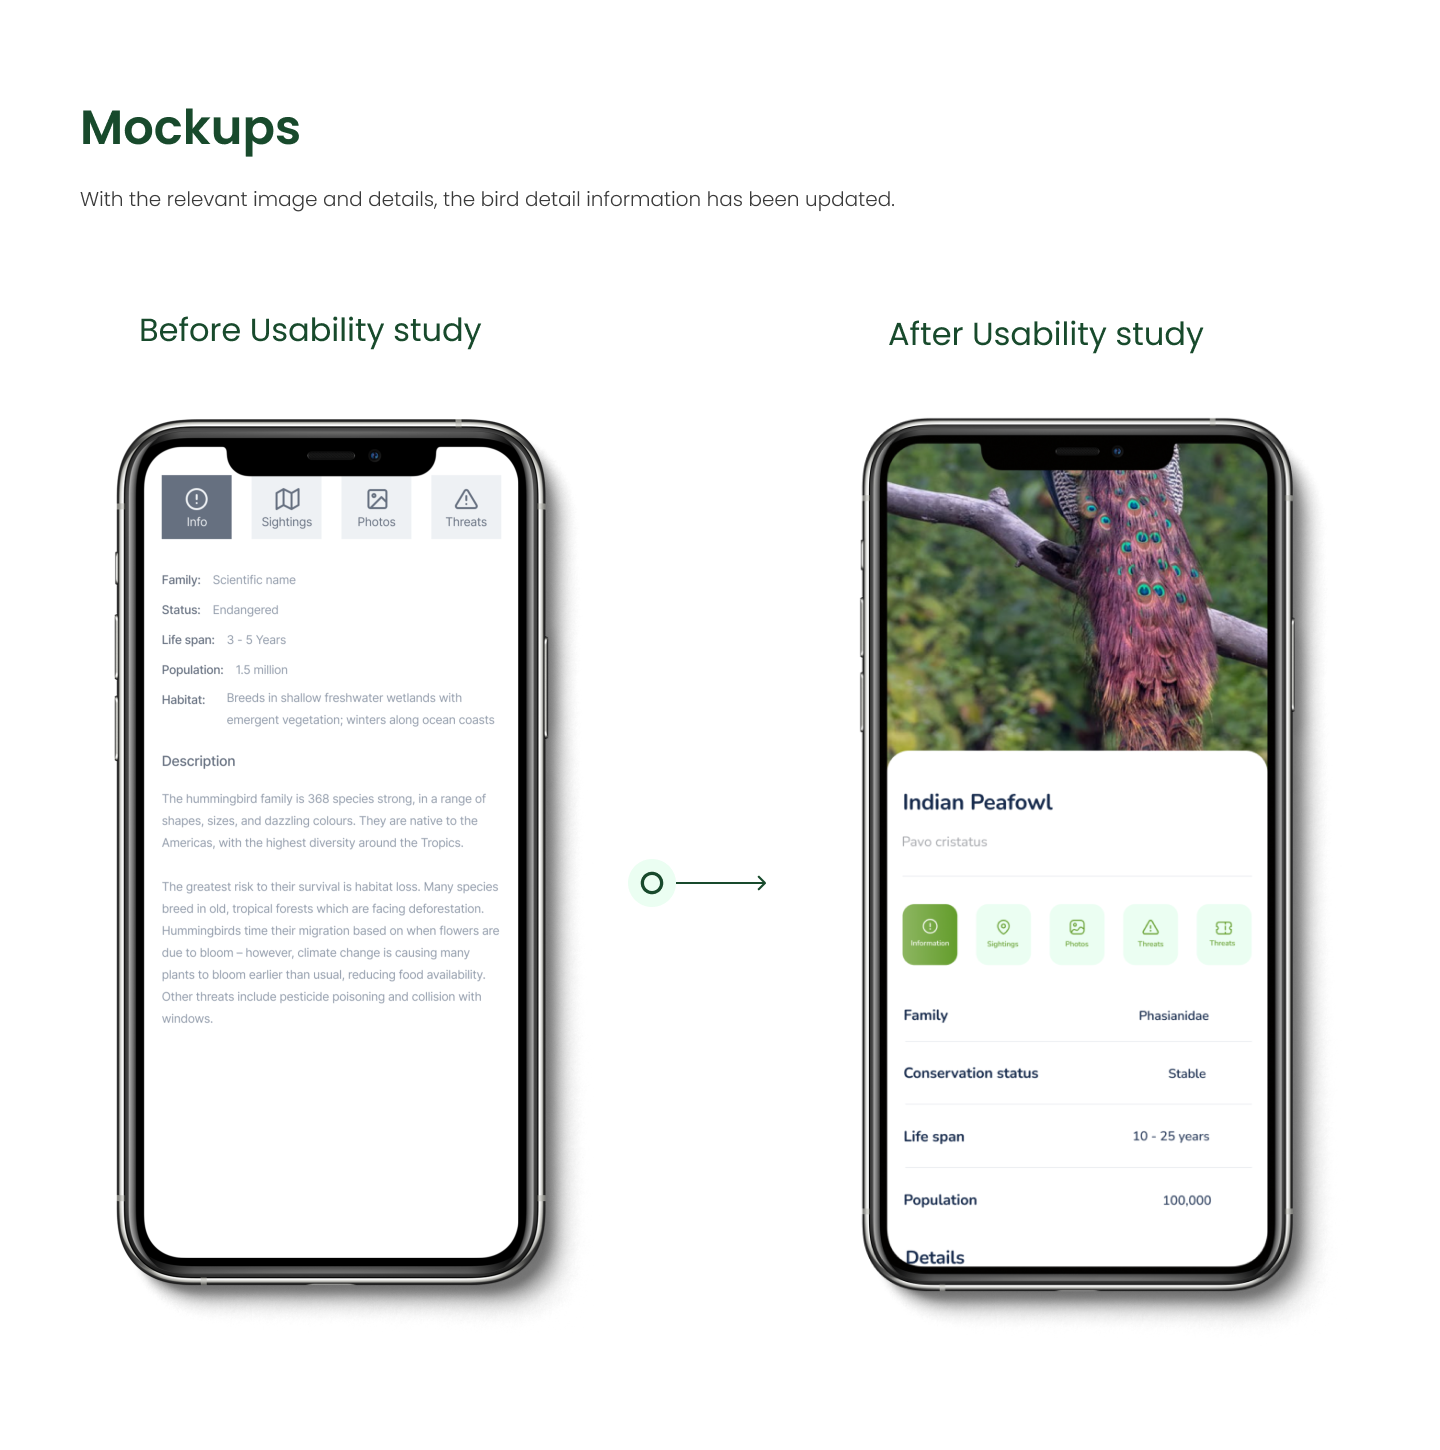 Mockups
With the relevant image and details, the bird detail information has been updated.
Before Usability study
After Usability study
Info
Sightings
Photos
Threats
Family: Scientific name
Status: Endangered
Life span: 3 - 5 Years
Population: 1.5 million
Habitat: Breeds in shallow freshwater wetlands with
emergent vegetation; winters along ocean coasts
Description
The hummingbird family is 368 species strong, in a range of
shapes, sizes, and dazzling colours. They are native to the
Americas, with the highest diversity around the Tropics.
The greatest risk to their survival is habitat loss. Many species
breed in old, tropical forests which are facing deforestation.
Hummingbirds time their migration based on when flowers are
due to bloom – however, climate change is causing many
plants to bloom earlier than usual, reducing food availability.
Other threats include pesticide poisoning and collision with
windows.
Indian Peafowl
Pavo cristatus
Information
Sightings
Photos
Threats
Threats
Family Phasianidae
Conservation status Stable
Life span 10 - 25 years
Population 100,000
Details